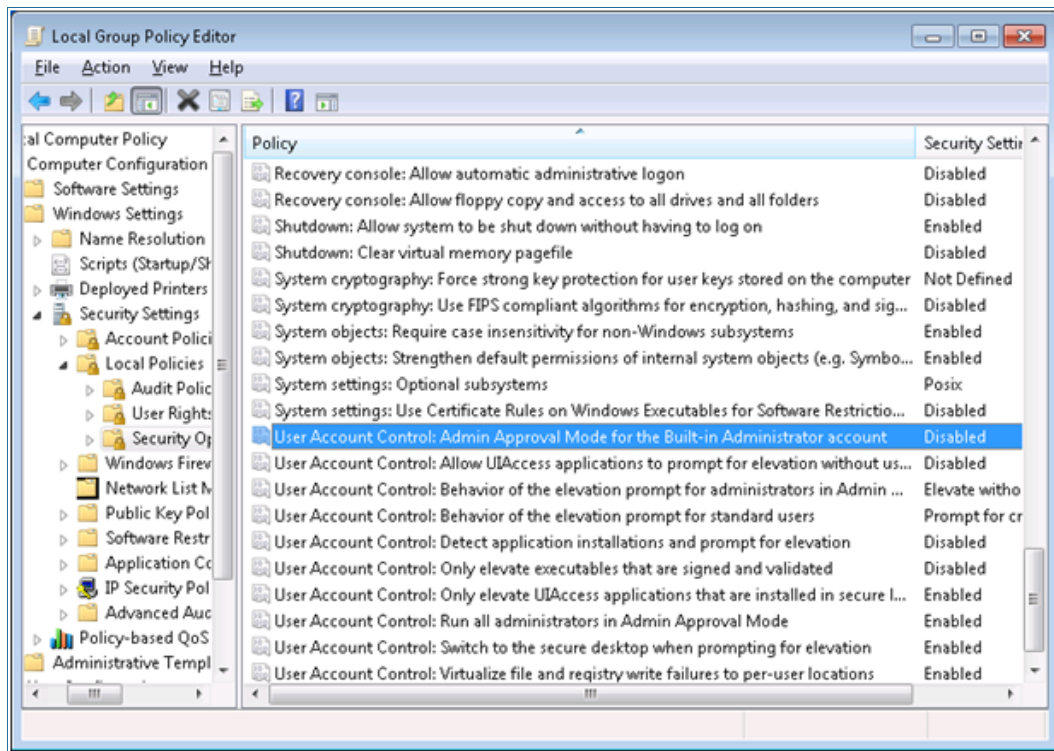 Local Group Policy Editor
File Action View Help
al Computer Policy
Computer Configuration
Software Settings
Windows Settings
Name Resolution
Scripts (Startup/Sh
Deployed Printers
Security Settings
Account Polici
Local Policies
Audit Polic
User Rights
Security Op
Windows Firew
Network List M
Public Key Pol
Software Restr
Application Co
IP Security Pol
Advanced Auc
Policy-based QoS
Administrative Templ
Policy Security Settin
Recovery console: Allow automatic administrative logon Disabled
Recovery console: Allow floppy copy and access to all drives and all folders Disabled
Shutdown: Allow system to be shut down without having to log on Enabled
Shutdown: Clear virtual memory pagefile Disabled
System cryptography: Force strong key protection for user keys stored on the computer Not Defined
System cryptography: Use FIPS compliant algorithms for encryption, hashing, and sig... Disabled
System objects: Require case insensitivity for non-Windows subsystems Enabled
System objects: Strengthen default permissions of internal system objects (e.g. Symbo... Enabled
System settings: Optional subsystems Posix
System settings: Use Certificate Rules on Windows Executables for Software Restrictio... Disabled
User Account Control: Admin Approval Mode for the Built-in Administrator account Disabled
User Account Control: Allow UIAccess applications to prompt for elevation without us... Disabled
User Account Control: Behavior of the elevation prompt for administrators in Admin ... Elevate witho
User Account Control: Behavior of the elevation prompt for standard users Prompt for cr
User Account Control: Detect application installations and prompt for elevation Disabled
User Account Control: Only elevate executables that are signed and validated Disabled
User Account Control: Only elevate UIAccess applications that are installed in secure l... Enabled
User Account Control: Run all administrators in Admin Approval Mode Enabled
User Account Control: Switch to the secure desktop when prompting for elevation Enabled
User Account Control: Virtualize file and registry write failures to per-user locations Enabled